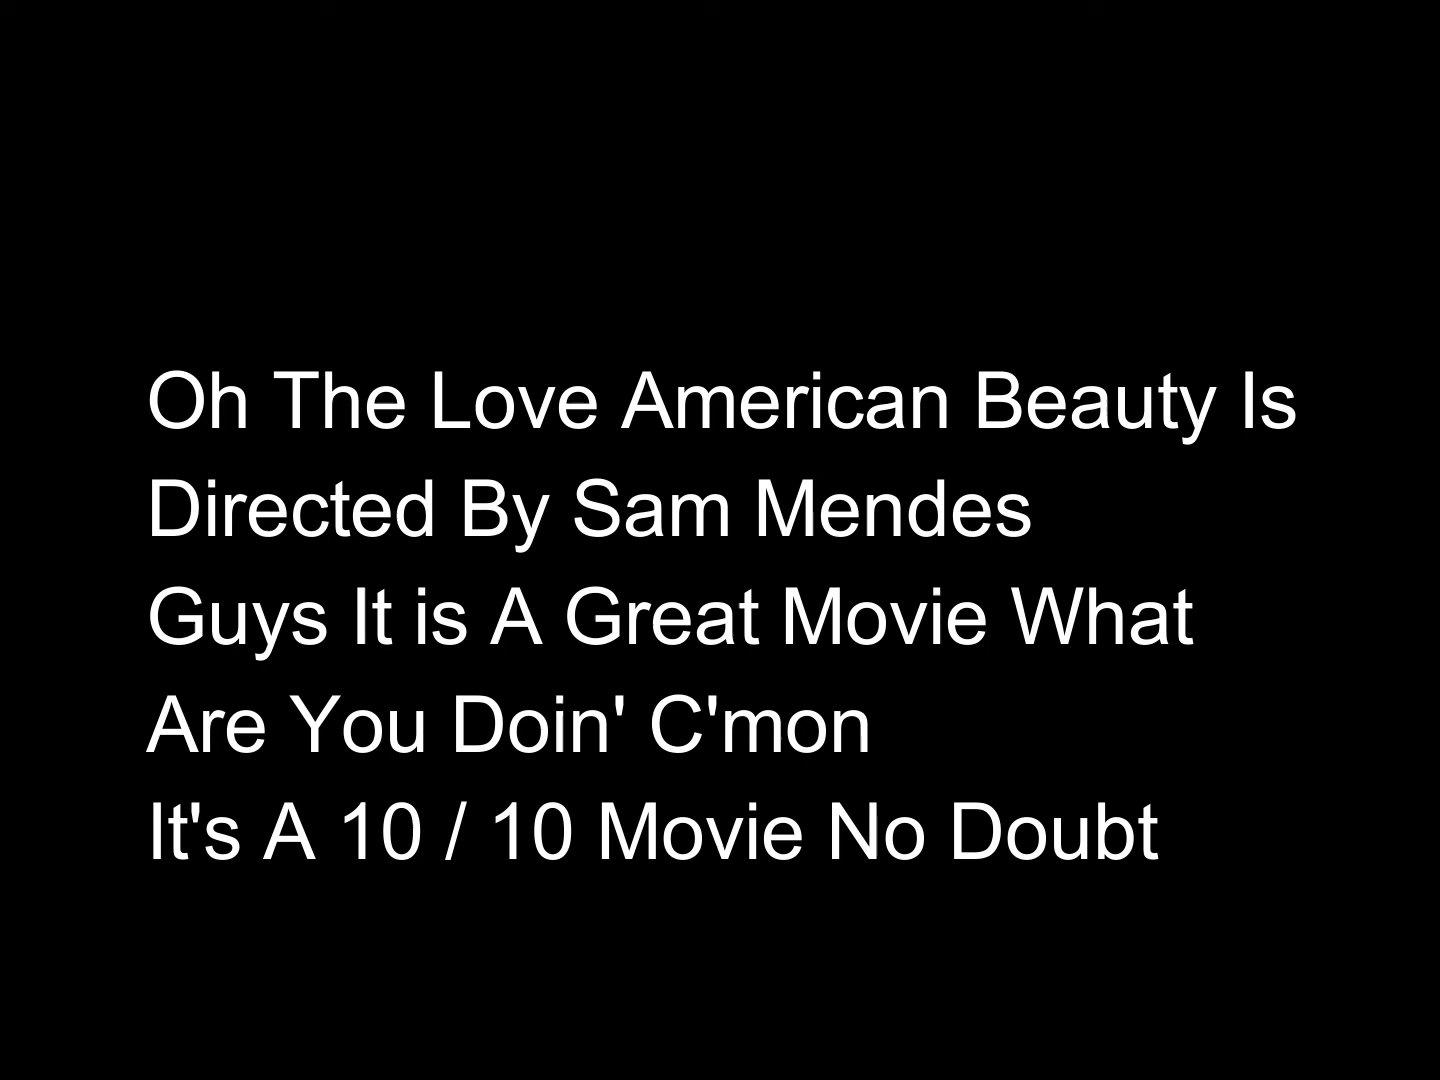 Oh The Love American Beauty Is
Directed By Sam Mendes
Guys It is A Great Movie What
Are You Doin' C'mon
It's A 10 / 10 Movie No Doubt